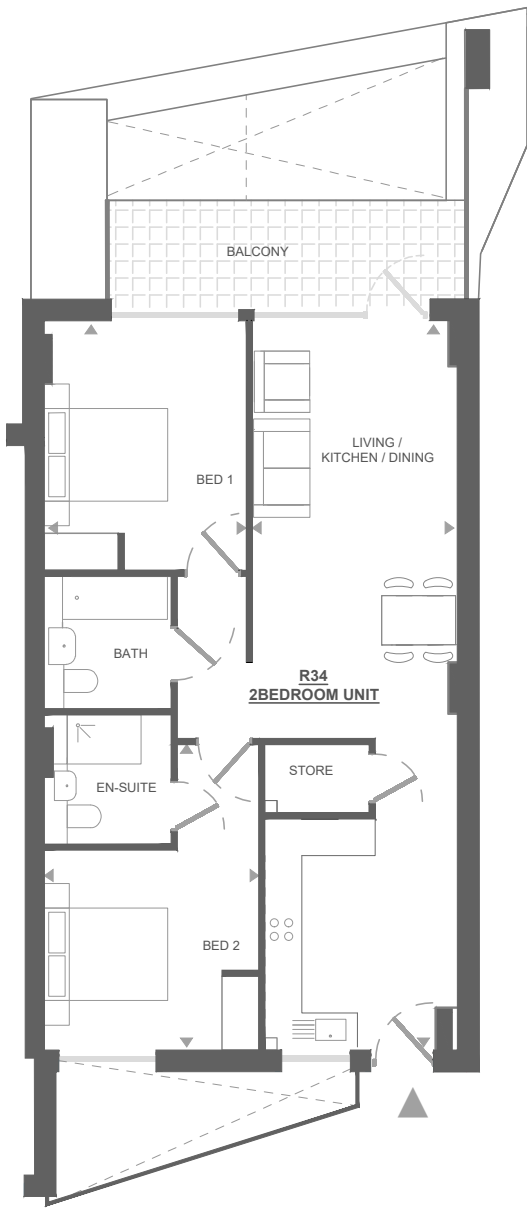 BALCONY
LIVING /
KITCHEN / DINING
BED 1
BATH
R34
2BEDROOM UNIT
STORE
EN-SUITE
BED 2